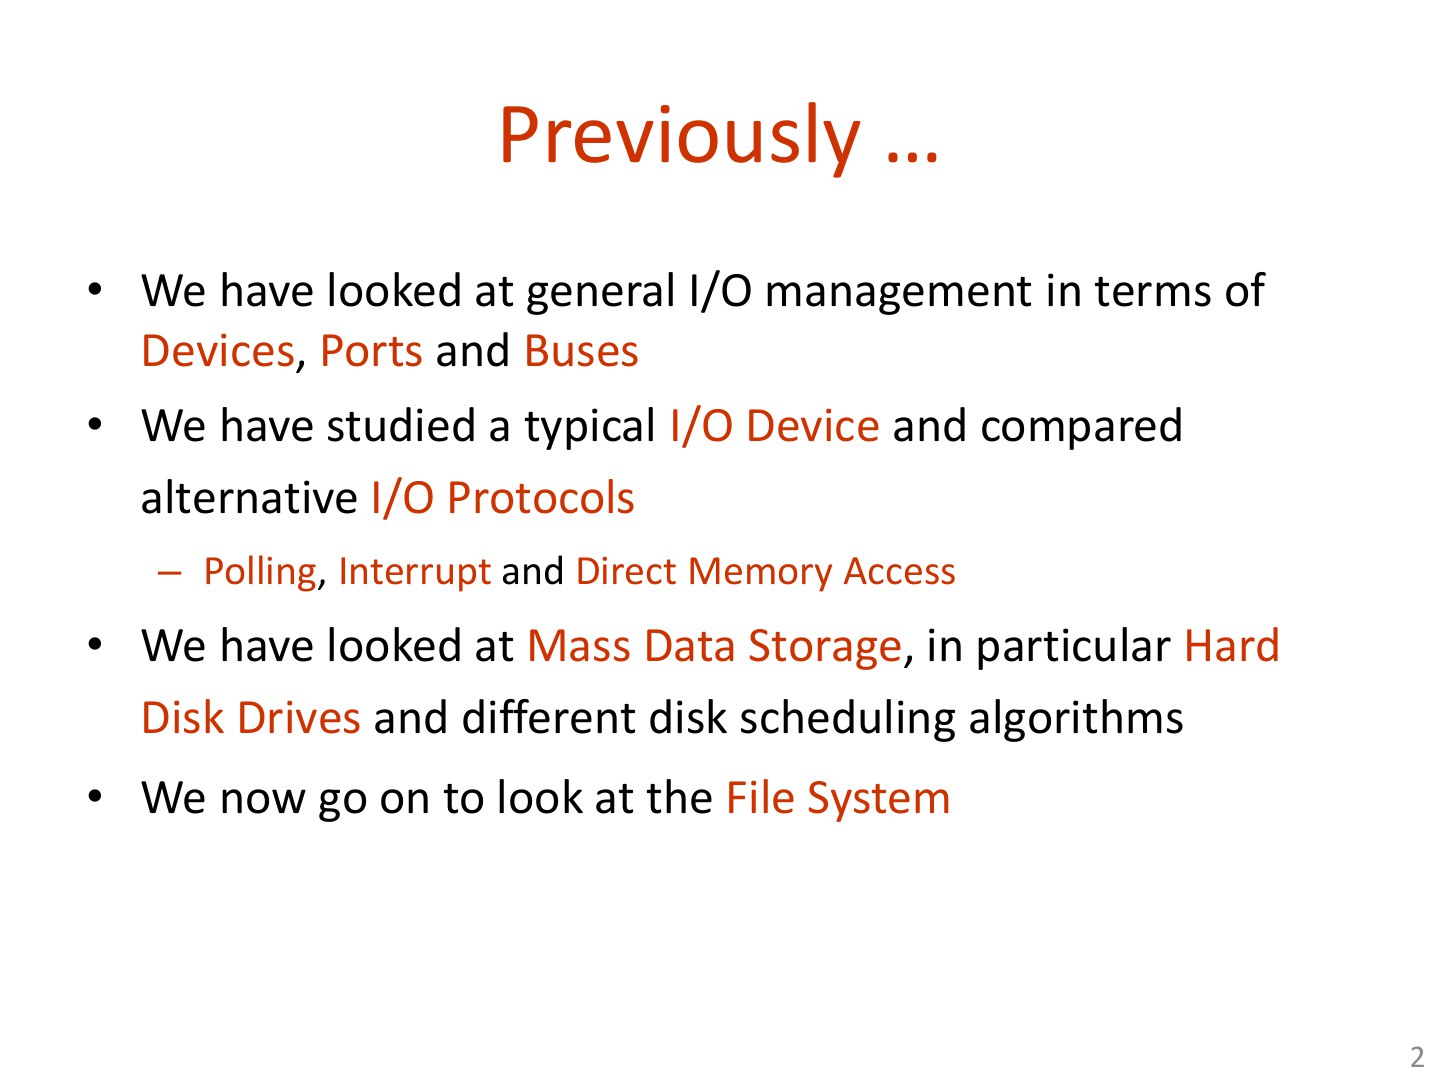 Previously …
• We have looked at general I/O management in terms of
Devices, Ports and Buses
• We have studied a typical I/O Device and compared
alternative I/O Protocols
– Polling, Interrupt and Direct Memory Access
• We have looked at Mass Data Storage, in particular Hard
Disk Drives and different disk scheduling algorithms
• We now go on to look at the File System
2